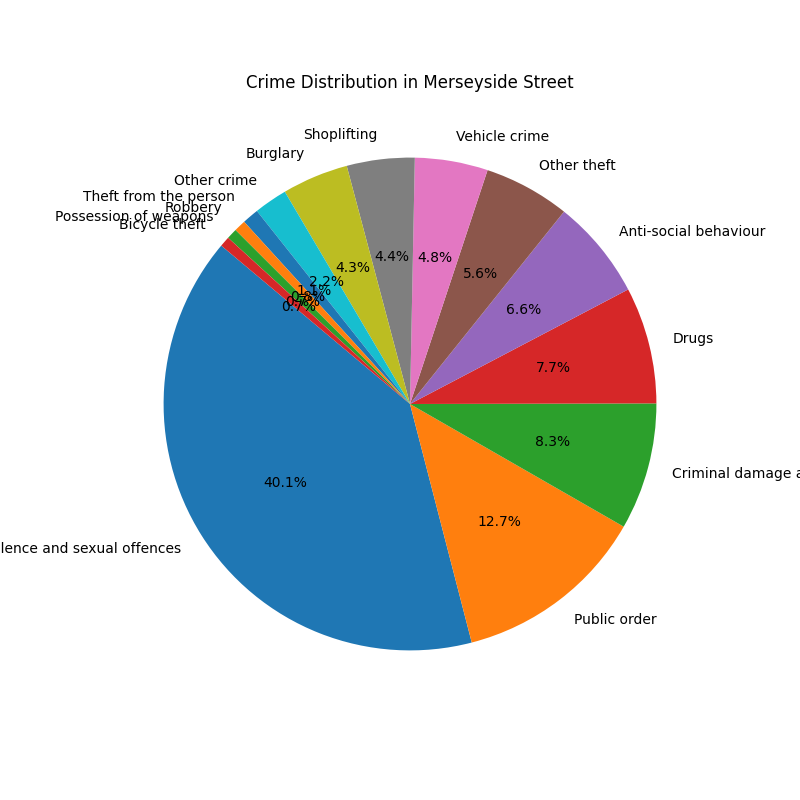 Crime Distribution in Merseyside Street
Shoplifting
Vehicle crime
Burglary
Other theft
Other crime
Theft from the person
Robbery
Possession of weapons
Bicycle theft
Anti-social behaviour
Drugs
Criminal damage a
lence and sexual offences
Public order
4.4%
4.8%
4.3%
5.6%
2.2%
1.1%
0.7%
6.6%
7.7%
8.3%
40.1%
12.7%